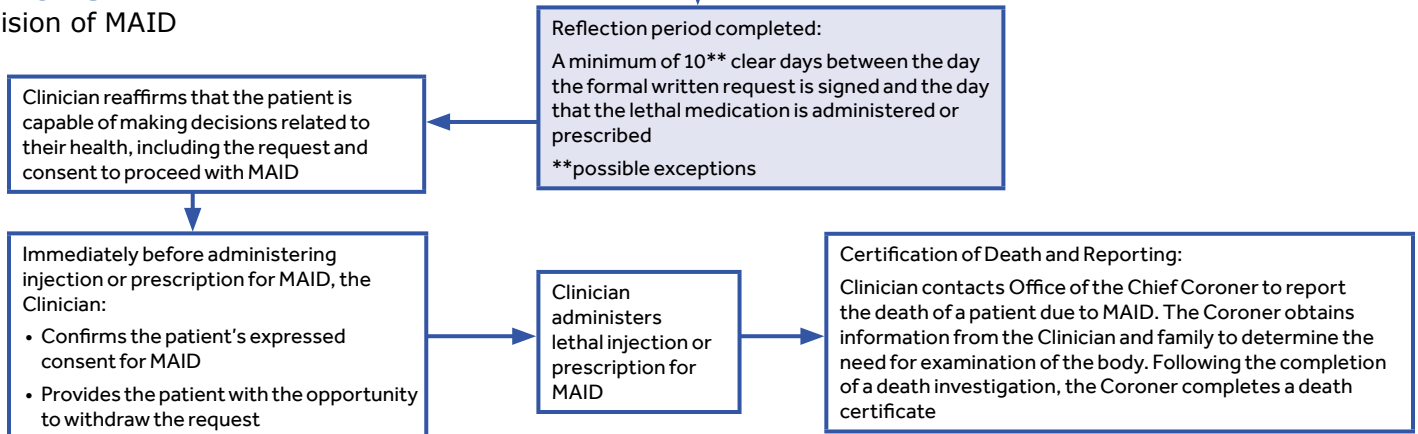 ision of MAID
Reflection period completed:
A minimum of 10** clear days between the day
the formal written request is signed and the day
that the lethal medication is administered or
prescribed
**possible exceptions
Clinician reaffirms that the patient is
capable of making decisions related to
their health, including the request and
consent to proceed with MAID
Immediately before administering
injection or prescription for MAID, the
Clinician:
• Confirms the patient's expressed
consent for MAID
• Provides the patient with the opportunity
to withdraw the request
Clinician
administers
lethal injection or
prescription for
MAID
Certification of Death and Reporting:
Clinician contacts Office of the Chief Coroner to report
the death of a patient due to MAID. The Coroner obtains
information from the Clinician and family to determine the
need for examination of the body. Following the completion
of a death investigation, the Coroner completes a death
certificate